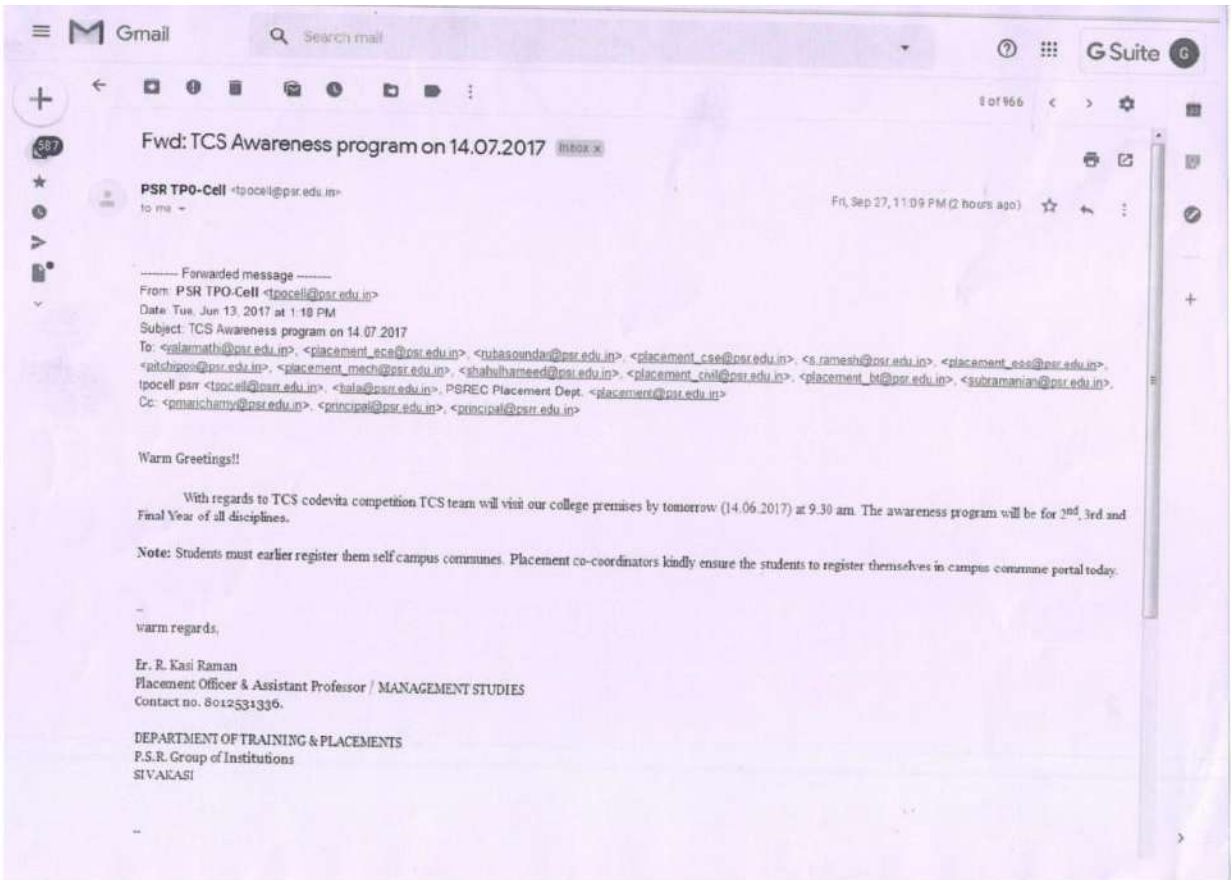 Gmail
Search mail
G Suite
G
8 of 966
587
Fwd: TCS Awareness program on 14.07.2017 Inbox x
PSR TPO-Cell <tpocell@psr.edu.in>
to me
Fri, Sep 27, 11:09 PM (2 hours ago)
---------- Forwarded message ---------
From: PSR TPO-Cell <tpocell@psr.edu.in>
Date: Tue, Jun 13, 2017 at 1:18 PM
Subject: TCS Awareness program on 14.07.2017
To: <valarmathi@psr.edu.in>, <placement_ece@psr.edu.in>, <rubasoundar@psr.edu.in>, <placement_cse@psr.edu.in>, <s.ramesh@psr.edu.in>,
<pitchipoo@psr.edu.in>, <placement_mech@psr.edu.in>, <shahulhameed@psr.edu.in>, <placement_civil@psr.edu.in>, <placement_bt@psr.edu.in>, <subramanian@psr.edu.in>,
tpocell psrr <tpocell@psrr.edu.in>, <bala@psrr.edu.in>, PSREC Placement Dept. <placement@psr.edu.in>
Cc: <pmarichamy@psr.edu.in>, <principal@psr.edu.in>, <principal@psrr.edu.in>
Warm Greetings!!
With regards to TCS codevita competition TCS team will visit our college premises by tomorrow (14.06.2017) at 9.30 am. The awareness program will be for 2nd, 3rd and
Final Year of all disciplines.
Note: Students must earlier register them self campus communes. Placement co-coordinators kindly ensure the students to register themselves in campus commune portal today.
--
warm regards,
Er. R. Kasi Raman
Placement Officer & Assistant Professor / MANAGEMENT STUDIES
Contact no. 8012531336.
DEPARTMENT OF TRAINING & PLACEMENTS
P.S.R. Group of Institutions
SIVAKASI
--